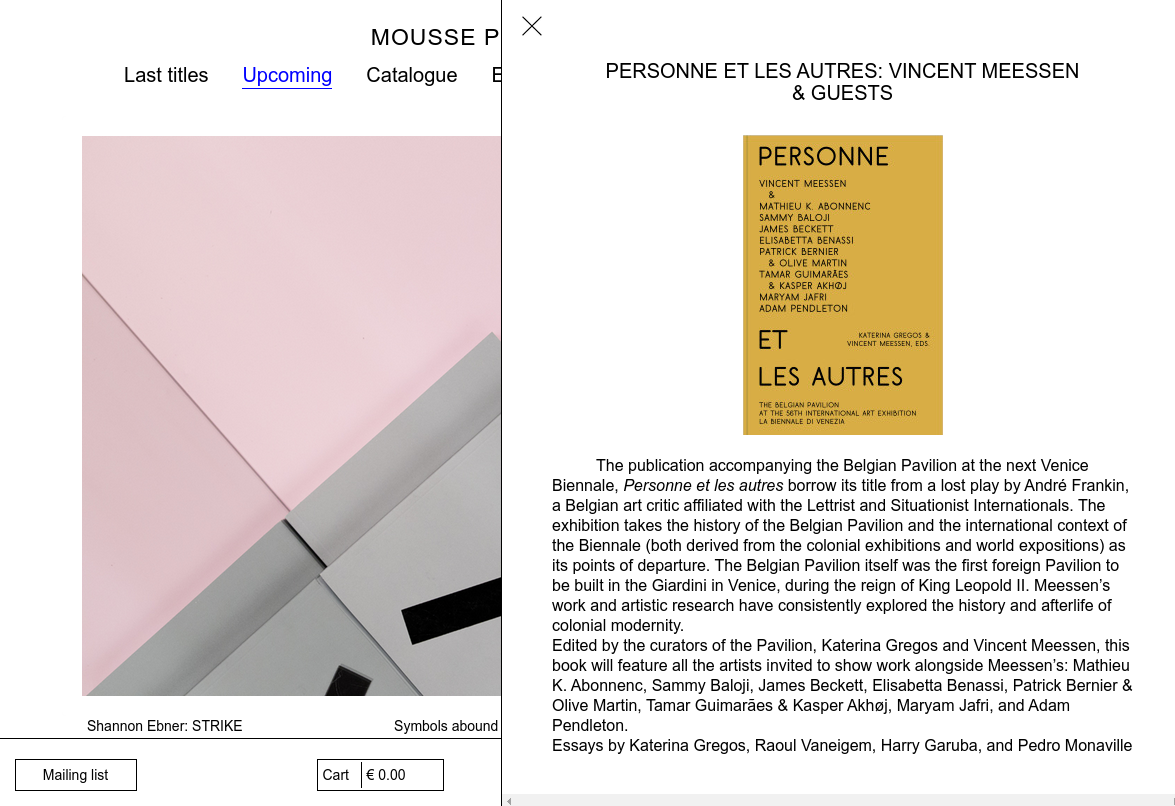 MOUSSE P
Last titles Upcoming Catalogue E
Shannon Ebner: STRIKE Symbols abound
Mailing list Cart € 0.00
PERSONNE ET LES AUTRES: VINCENT MEESSEN
& GUESTS
PERSONNE
VINCENT MEESSEN
&
MATHIEU K. ABONNENC
SAMMY BALOJI
JAMES BECKETT
ELISABETTA BENASSI
PATRICK BERNIER
& OLIVE MARTIN
TAMAR GUIMARÃES
& KASPER AKHØJ
MARYAM JAFRI
ADAM PENDLETON
ET
KATERINA GREGOS &
VINCENT MEESSEN, EDS.
LES AUTRES
THE BELGIAN PAVILION
AT THE 56TH INTERNATIONAL ART EXHIBITION
LA BIENNALE DI VENEZIA
The publication accompanying the Belgian Pavilion at the next Venice
Biennale, Personne et les autres borrow its title from a lost play by André Frankin,
a Belgian art critic affiliated with the Lettrist and Situationist Internationals. The
exhibition takes the history of the Belgian Pavilion and the international context of
the Biennale (both derived from the colonial exhibitions and world expositions) as
its points of departure. The Belgian Pavilion itself was the first foreign Pavilion to
be built in the Giardini in Venice, during the reign of King Leopold II. Meessen’s
work and artistic research have consistently explored the history and afterlife of
colonial modernity.
Edited by the curators of the Pavilion, Katerina Gregos and Vincent Meessen, this
book will feature all the artists invited to show work alongside Meessen’s: Mathieu
K. Abonnenc, Sammy Baloji, James Beckett, Elisabetta Benassi, Patrick Bernier &
Olive Martin, Tamar Guimarães & Kasper Akhøj, Maryam Jafri, and Adam
Pendleton.
Essays by Katerina Gregos, Raoul Vaneigem, Harry Garuba, and Pedro Monaville